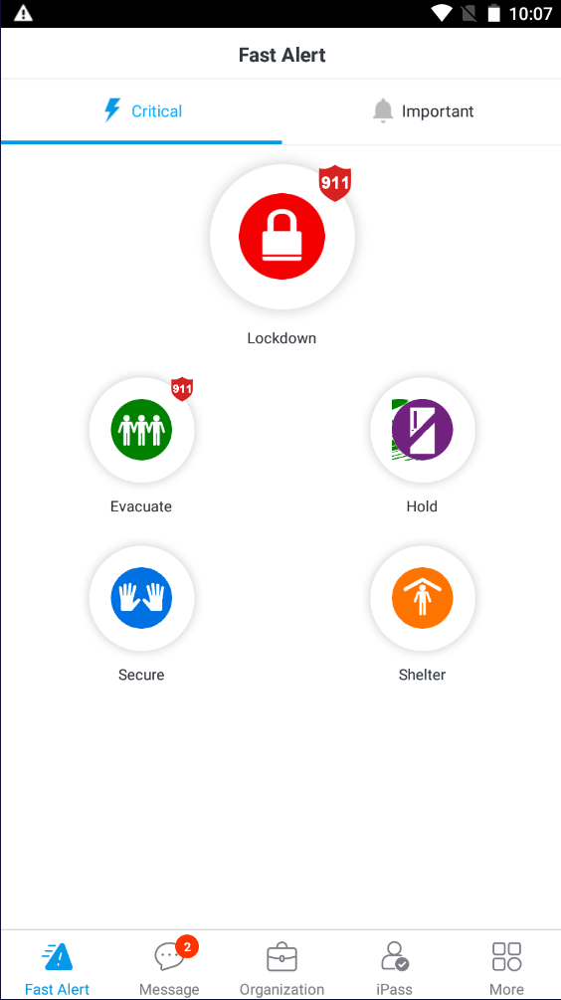 10:07
Fast Alert
Critical
Important
911
Lockdown
911
Evacuate
Hold
Secure
Shelter
2
Fast Alert
Message
Organization
iPass
More